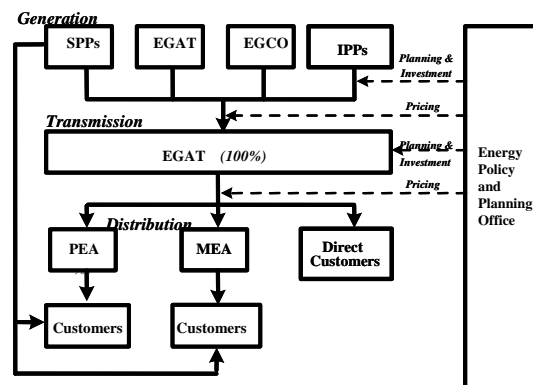 Generation
SPPs
EGAT
EGCO
IPPs
Planning &
Investment
Pricing
Transmission
EGAT (100%)
Planning &
Investment
Pricing
Energy
Policy
and
Planning
Office
Distribution
PEA
MEA
Direct
Customers
Customers
Customers